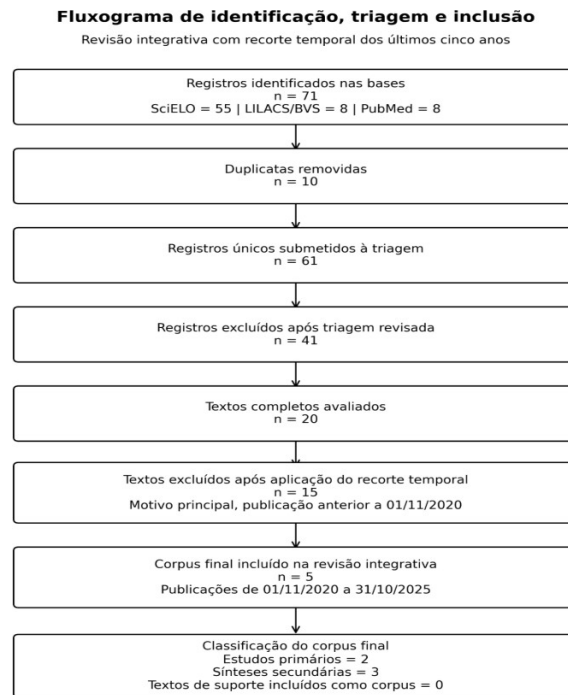 Fluxograma de identificação, triagem e inclusão
Revisão integrativa com recorte temporal dos últimos cinco anos
Registros identificados nas bases
n = 71
SciELO = 55 | LILACS/BVS = 8 | PubMed = 8
Duplicatas removidas
n = 10
Registros únicos submetidos à triagem
n = 61
Registros excluídos após triagem revisada
n = 41
Textos completos avaliados
n = 20
Textos excluídos após aplicação do recorte temporal
n = 15
Motivo principal, publicação anterior a 01/11/2020
Corpus final incluído na revisão integrativa
n = 5
Publicações de 01/11/2020 a 31/10/2025
Classificação do corpus final
Estudos primários = 2
Sínteses secundárias = 3
Textos de suporte incluídos como corpus = 0